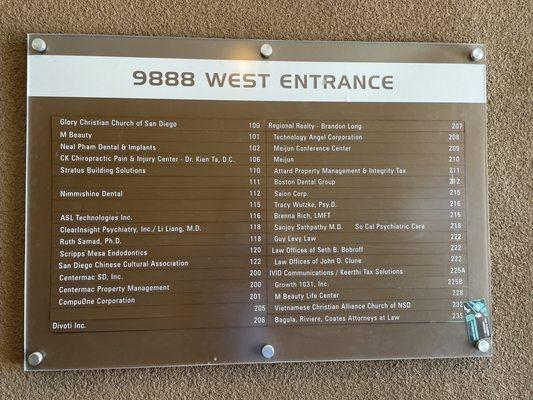 9888 WEST ENTRANCE
Glory Christian Church of San Diego 100
M Beauty 101
Neal Pham Dental & Implants 102
CK Chiropractic Pain & Injury Center - Dr. Kien To, D.C. 106
Stratus Building Solutions 110
111
Nimmishine Dental 112
115
ASL Technologies Inc. 116
ClearInsight Psychiatry, Inc./ Li Liang, M.D. 118
Ruth Samad, Ph.D. 118
Scripps Mesa Endodontics 120
San Diego Chinese Cultural Association 122
Centermac SD, Inc. 200
Centermac Property Management 200
CompuOne Corporation 201
205
Divoti Inc. 206
Regional Realty - Brandon Long 207
Technology Angel Corporation 208
Meijun Conference Center 209
Meijun 210
Attard Property Management & Integrity Tax 211
Boston Dental Group 212
Saion Corp. 215
Tracy Wutzke, Psy.D. 216
Brenna Rich, LMFT 216
Sanjoy Sathpathy M.D. So Cal Psychiatric Care 218
Guy Levy Law 222
Law Offices of Seth B. Bobroff 222
Law Offices of John O. Clune 222
IVID Communications / Keerthi Tax Solutions 225A
Growth 1031, Inc. 225B
M Beauty Life Center 228
Vietnamese Christian Alliance Church of NSD 232
Bagula, Riviere, Coates Attorneys at Law 235